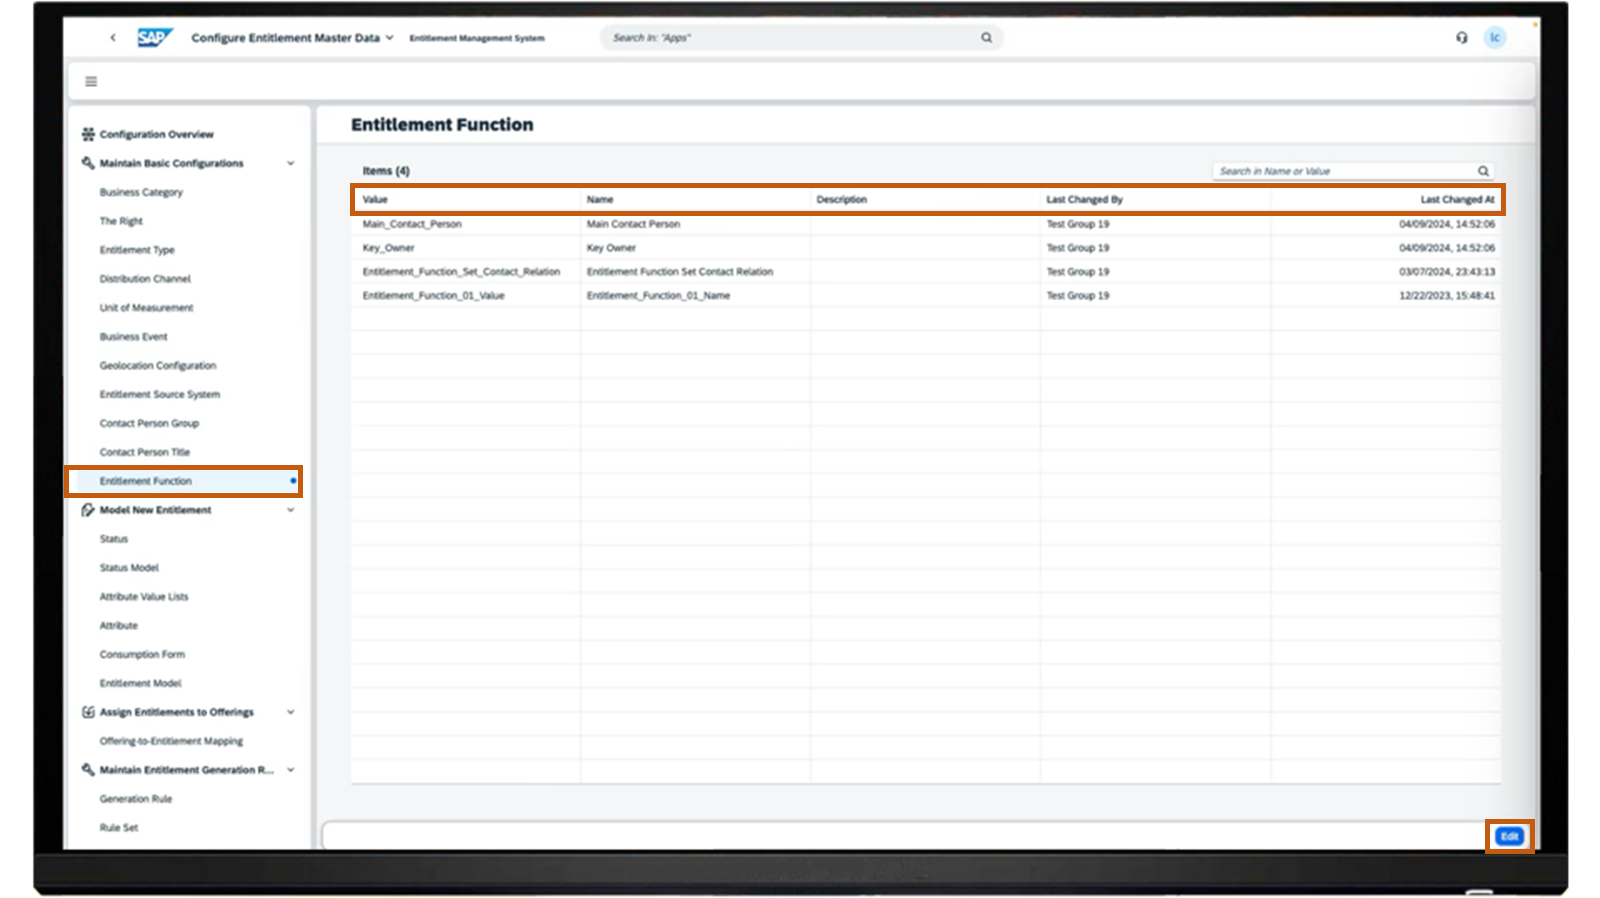 SAP Configure Entitlement Master Data Entitlement Management System Search In: "Apps" lc
Configuration Overview
Maintain Basic Configurations
Business Category
The Right
Entitlement Type
Distribution Channel
Unit of Measurement
Business Event
Geolocation Configuration
Entitlement Source System
Contact Person Group
Contact Person Title
Entitlement Function
Model New Entitlement
Status
Status Model
Attribute Value Lists
Attribute
Consumption Form
Entitlement Model
Assign Entitlements to Offerings
Offering-to-Entitlement Mapping
Maintain Entitlement Generation R...
Generation Rule
Rule Set
Entitlement Function
Items (4) Search in Name or Value
Value Name Description Last Changed By Last Changed At
Main_Contact_Person Main Contact Person Test Group 19 04/09/2024, 14:52:06
Key_Owner Key Owner Test Group 19 04/09/2024, 14:52:06
Entitlement_Function_Set_Contact_Relation Entitlement Function Set Contact Relation Test Group 19 03/07/2024, 23:43:13
Entitlement_Function_01_Value Entitlement_Function_01_Name Test Group 19 12/22/2023, 15:48:41
Edit